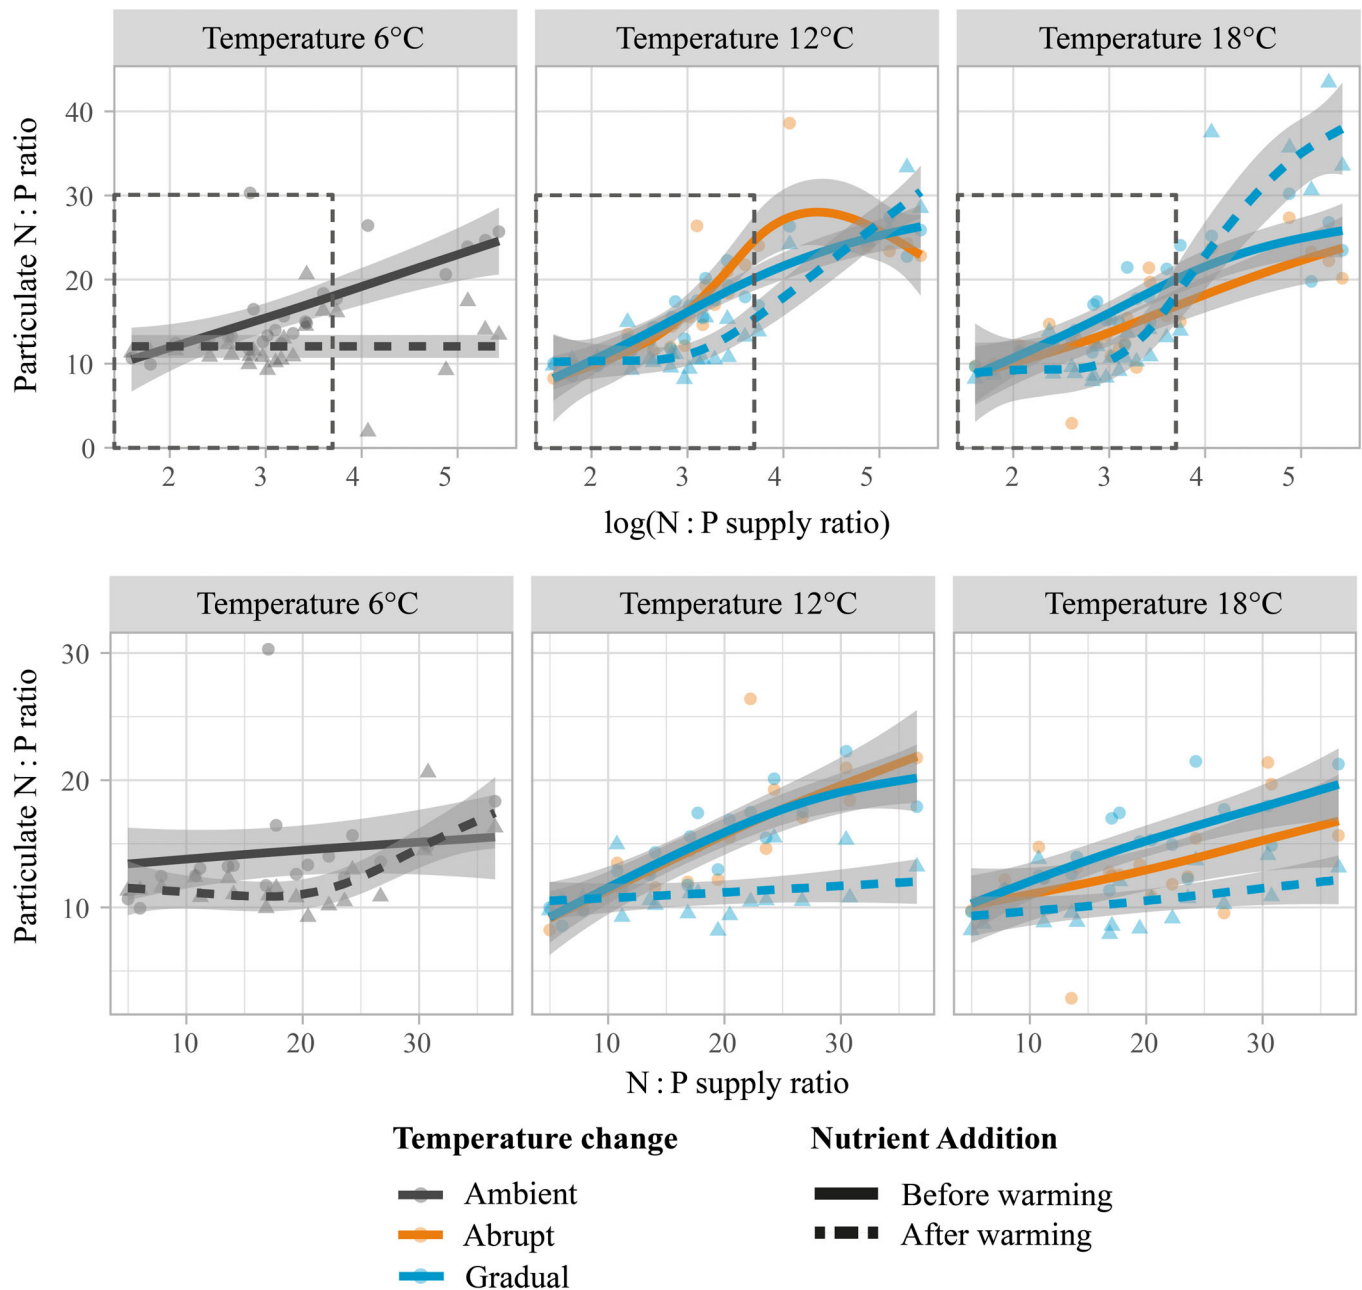 Temperature 6°C Temperature 12°C Temperature 18°C
Particulate N : P ratio
40
30
20
10
0
2 3 4 5 2 3 4 5 2 3 4 5
log(N : P supply ratio)
Temperature 6°C Temperature 12°C Temperature 18°C
Particulate N : P ratio
30
20
10
10 20 30 10 20 30 10 20 30
N : P supply ratio
Temperature change Nutrient Addition
Ambient Before warming
Abrupt After warming
Gradual